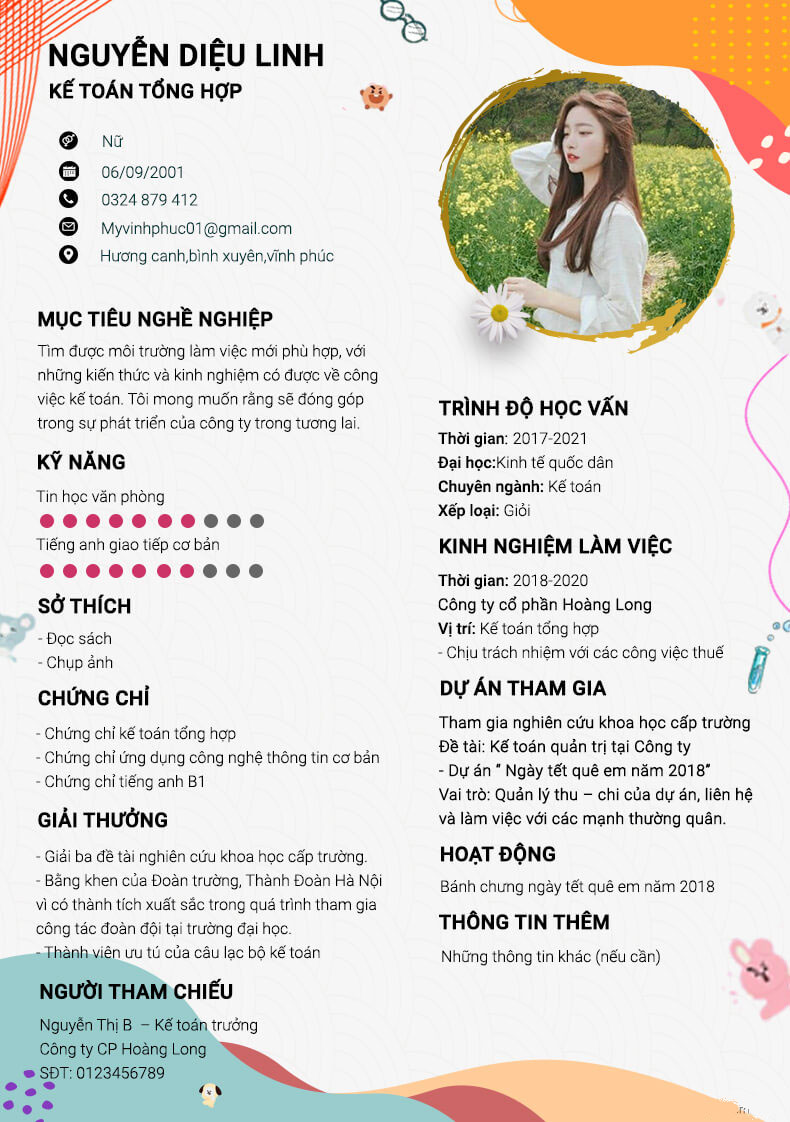 NGUYỄN DIỆU LINH
KẾ TOÁN TỔNG HỢP
Nữ
06/09/2001
0324 879 412
Myvinhphuc01@gmail.com
Hương canh,bình xuyên,vĩnh phúc
MỤC TIÊU NGHỀ NGHIỆP
Tìm được môi trường làm việc mới phù hợp, với
những kiến thức và kinh nghiệm có được về công
việc kế toán. Tôi mong muốn rằng sẽ đóng góp
trong sự phát triển của công ty trong tương lai.
KỸ NĂNG
Tin học văn phòng
Tiếng anh giao tiếp cơ bản
SỞ THÍCH
- Đọc sách
- Chụp ảnh
CHỨNG CHỈ
- Chứng chỉ kế toán tổng hợp
- Chứng chỉ ứng dụng công nghệ thông tin cơ bản
- Chứng chỉ tiếng anh B1
GIẢI THƯỞNG
- Giải ba đề tài nghiên cứu khoa học cấp trường.
- Bằng khen của Đoàn trường, Thành Đoàn Hà Nội
vì có thành tích xuất sắc trong quá trình tham gia
công tác đoàn đội tại trường đại học.
- Thành viên ưu tú của câu lạc bộ kế toán
NGƯỜI THAM CHIẾU
Nguyễn Thị B – Kế toán trưởng
Công ty CP Hoàng Long
SĐT: 0123456789
TRÌNH ĐỘ HỌC VẤN
Thời gian: 2017-2021
Đại học:Kinh tế quốc dân
Chuyên ngành: Kế toán
Xếp loại: Giỏi
KINH NGHIỆM LÀM VIỆC
Thời gian: 2018-2020
Công ty cổ phần Hoàng Long
Vị trí: Kế toán tổng hợp
- Chịu trách nhiệm với các công việc thuế
DỰ ÁN THAM GIA
Tham gia nghiên cứu khoa học cấp trường
Đề tài: Kế toán quản trị tại Công ty
- Dự án “ Ngày tết quê em năm 2018”
Vai trò: Quản lý thu – chi của dự án, liên hệ
và làm việc với các mạnh thường quân.
HOẠT ĐỘNG
Bánh chưng ngày tết quê em năm 2018
THÔNG TIN THÊM
Những thông tin khác (nếu cần)